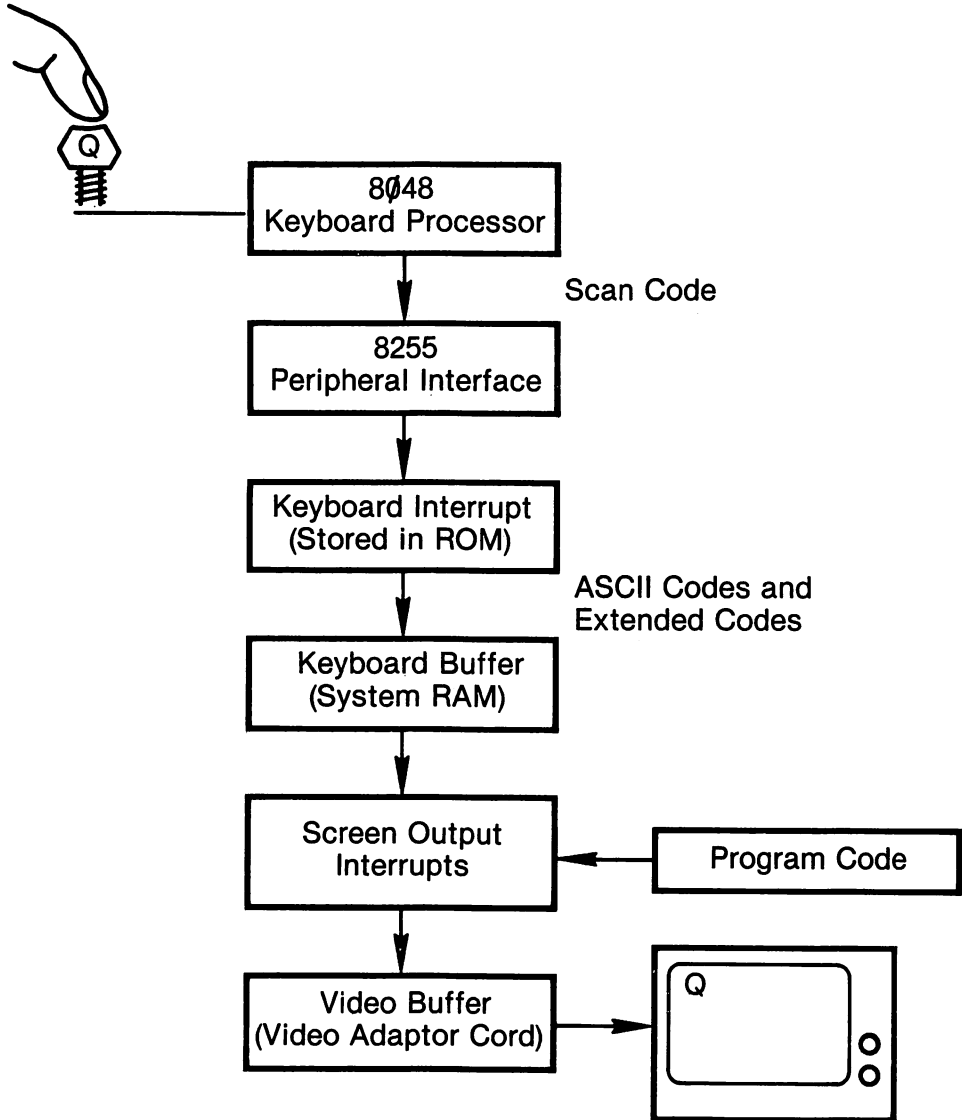 Q
8048
Keyboard Processor
Scan Code
8255
Peripheral Interface
Keyboard Interrupt
(Stored in ROM)
ASCII Codes and
Extended Codes
Keyboard Buffer
(System RAM)
Screen Output
Interrupts
Program Code
Video Buffer
(Video Adaptor Cord)
Q